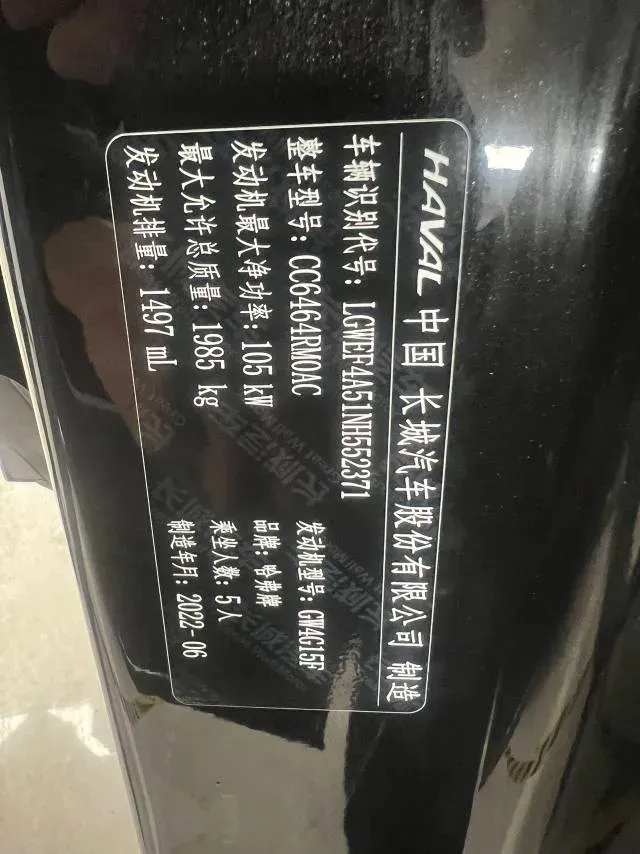 HAVAL 中国 长城汽车股份有限公司 制造
车辆识别代号: LGWEF4A51NH552371
整车型号: CC6464RM0AC 发动机型号: GW4G15F
发动机最大净功率: 105 kW 品牌: 哈弗牌
最大允许总质量: 1985 kg 乘坐人数: 5人
发动机排量: 1497 mL 制造年月: 2022-06